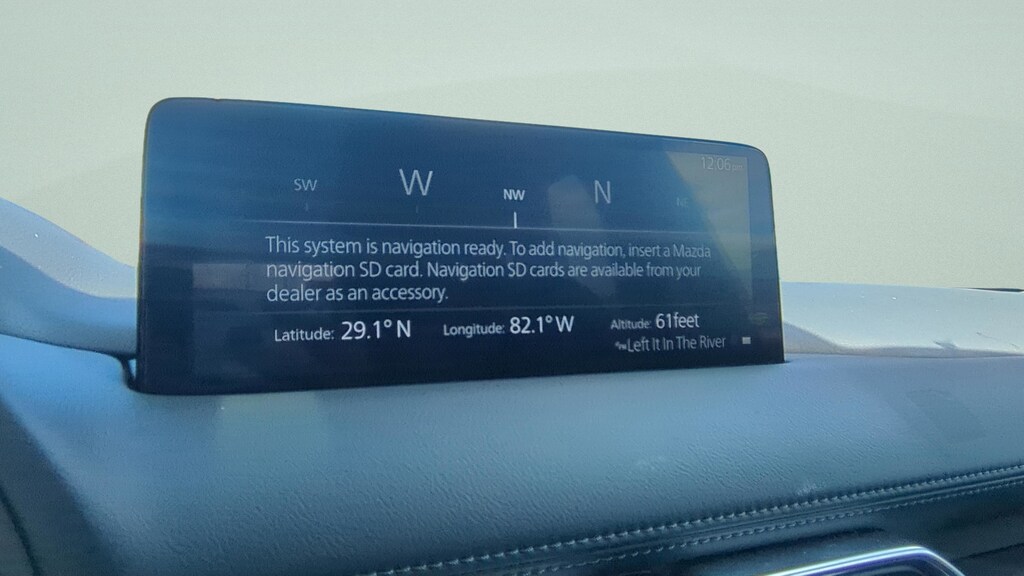 12:06 pm
SW W NW N NE
This system is navigation ready. To add navigation, insert a Mazda
navigation SD card. Navigation SD cards are available from your
dealer as an accessory.
Latitude: 29.1° N Longitude: 82.1° W Altitude: 61feet
Left It In The River